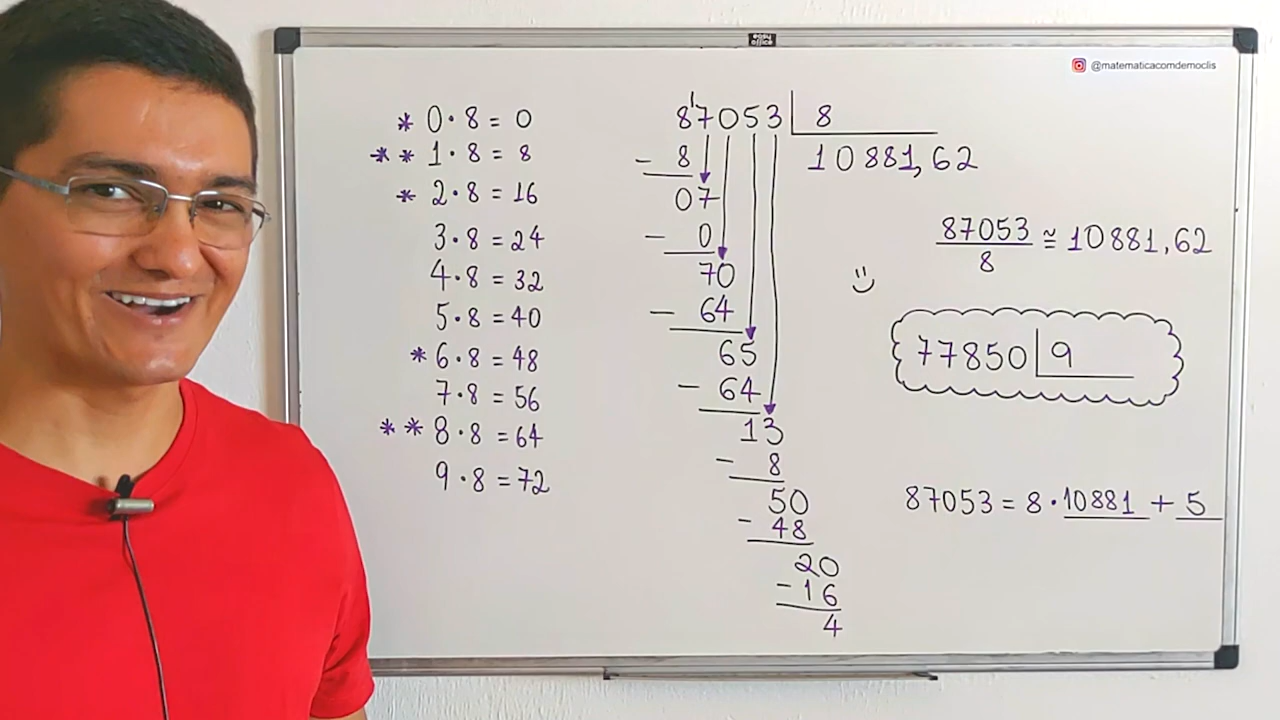 easy office
@matematicacomdemoclis
* 0 · 8 = 0
* * 1 · 8 = 8
* 2 · 8 = 16
3 · 8 = 24
4 · 8 = 32
5 · 8 = 40
* 6 · 8 = 48
7 · 8 = 56
* * 8 · 8 = 64
9 · 8 = 72
87053 | 8
- 8 10881,62
07
- 0
70
- 64
65
- 64
13
- 8
50
- 48
20
- 16
4
87053/8 ≅ 10881,62
77850 | 9
87053 = 8 · 10881 + 5